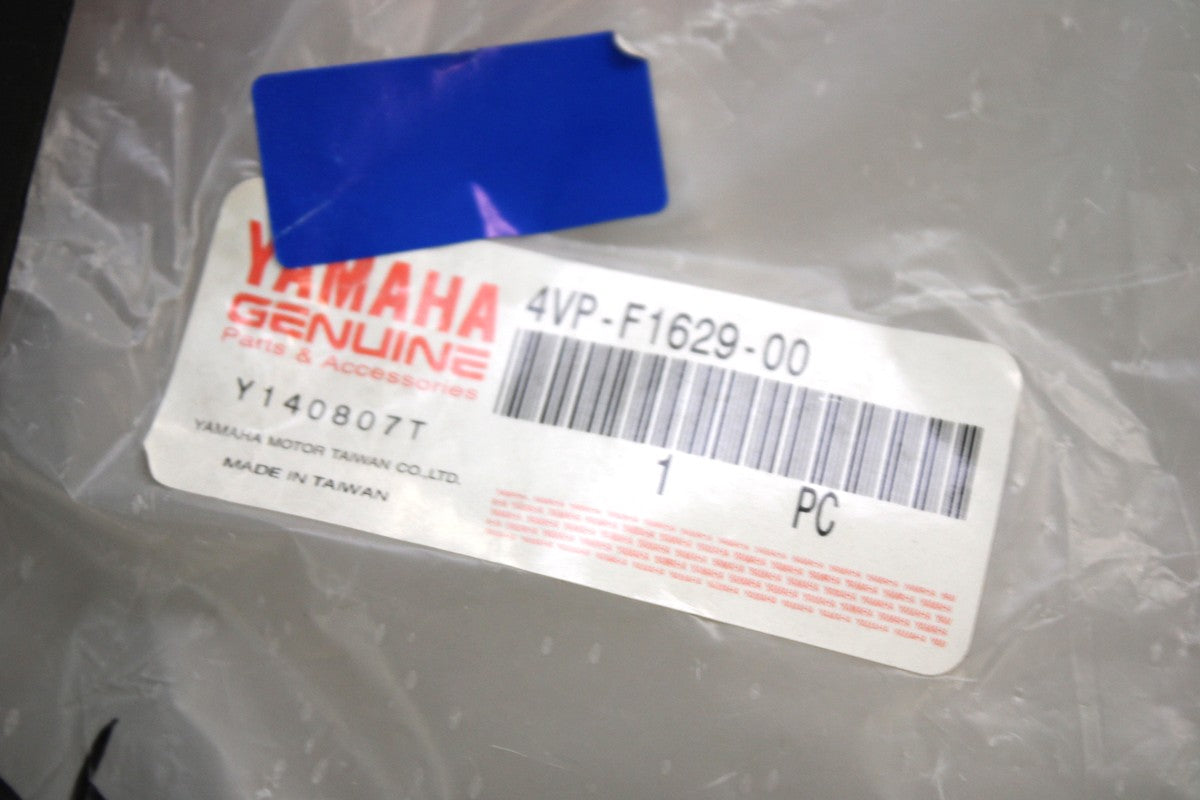 YAMAHA
GENUINE
Parts & Accessories
Y140807T
YAMAHA MOTOR TAIWAN CO.,LTD.
MADE IN TAIWAN
4VP-F1629-00
1 PC